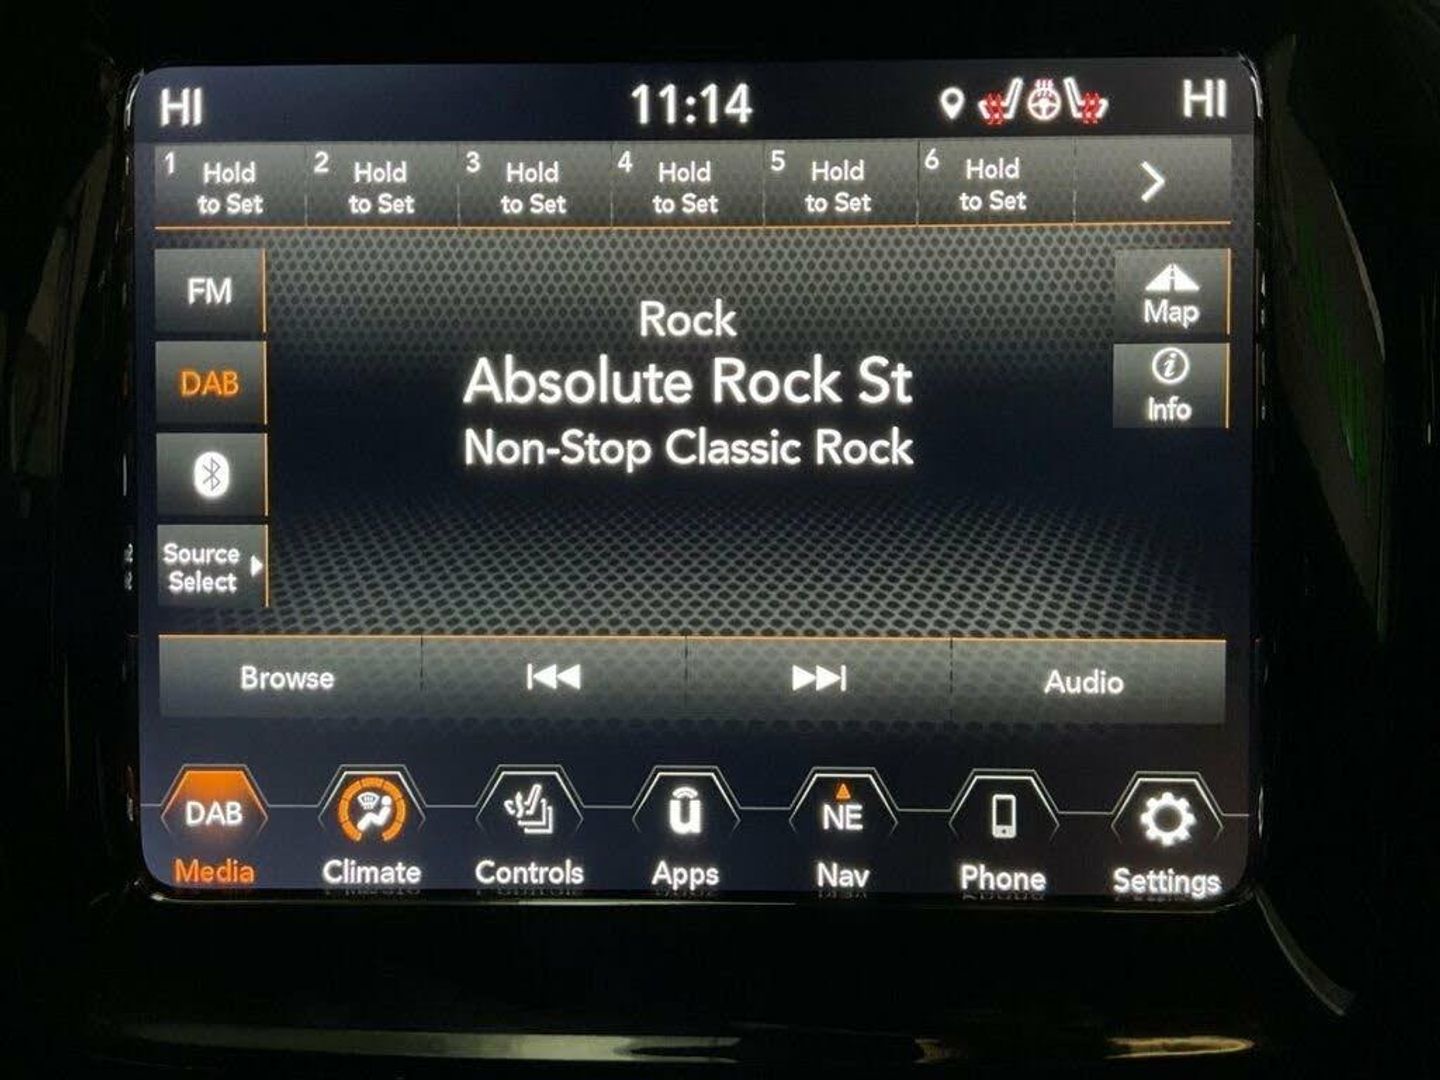 HI
11:14
HI
1 Hold to Set
2 Hold to Set
3 Hold to Set
4 Hold to Set
5 Hold to Set
6 Hold to Set
FM
DAB
Source
Select
Rock
Absolute Rock St
Non-Stop Classic Rock
Map
i
Info
Browse
Audio
DAB
u
NE
Media
Climate
Controls
Apps
Nav
Phone
Settings